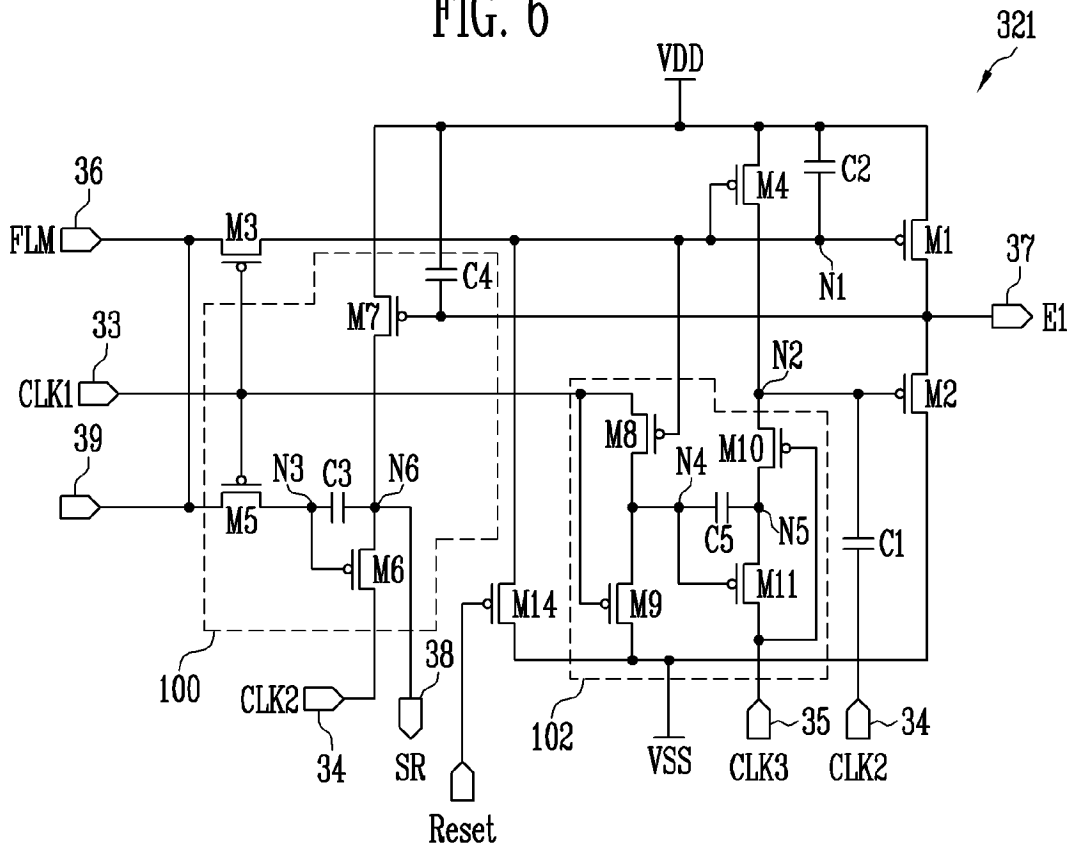 FIG. 6
321
VDD
36
M4
C2
FLM
M3
M1
N1
37
C4
M7
E1
33
N2
CLK1
M2
39
M8
M10
N3
C3
N6
N4
M5
C5
N5
C1
M6
M14
M9
M11
100
38
CLK2
34
SR
102
VSS
35
CLK3
34
CLK2
Reset